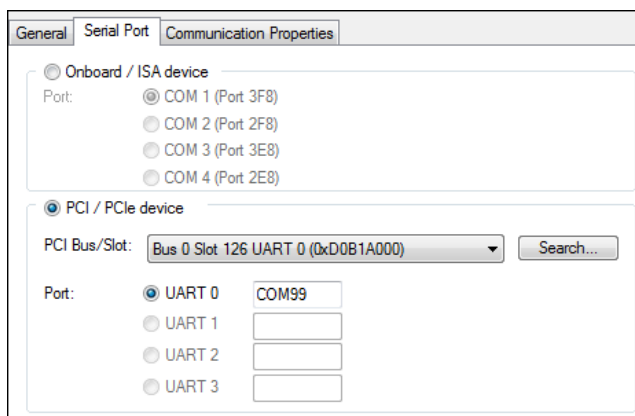 General Serial Port Communication Properties
Onboard / ISA device
Port: COM 1 (Port 3F8)
COM 2 (Port 2F8)
COM 3 (Port 3E8)
COM 4 (Port 2E8)
PCI / PCIe device
PCI Bus/Slot: Bus 0 Slot 126 UART 0 (0xD0B1A000) Search...
Port: UART 0 COM99
UART 1
UART 2
UART 3